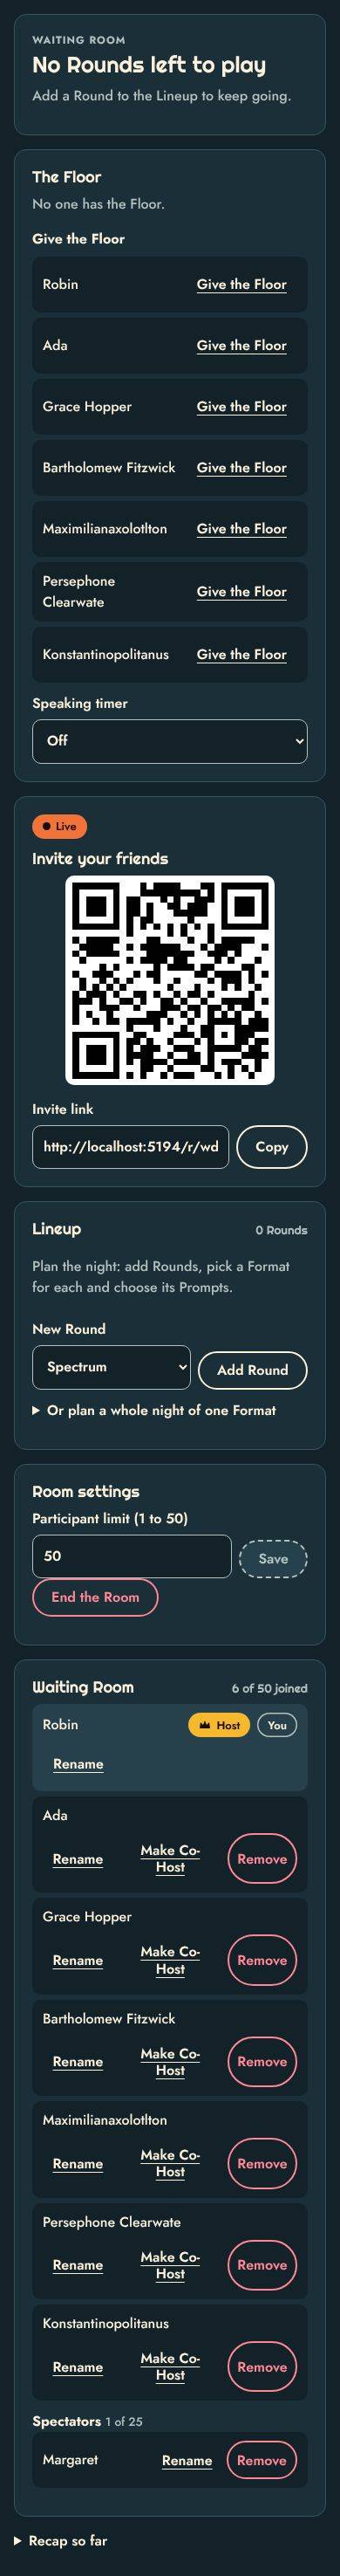 WAITING ROOM
No Rounds left to play
Add a Round to the Lineup to keep going.
The Floor
No one has the Floor.
Give the Floor
Robin Give the Floor
Ada Give the Floor
Grace Hopper Give the Floor
Bartholomew Fitzwick Give the Floor
Maximilianaxolotlton Give the Floor
Persephone
Clearwate Give the Floor
Konstantinopolitanus Give the Floor
Speaking timer
Off
Live
Invite your friends
Invite link
http://localhost:5194/r/wd Copy
Lineup 0 Rounds
Plan the night: add Rounds, pick a Format
for each and choose its Prompts.
New Round
Spectrum Add Round
Or plan a whole night of one Format
Room settings
Participant limit (1 to 50)
50 Save
End the Room
Waiting Room 6 of 50 joined
Robin Host You
Rename
Ada
Rename Make Co-
Host Remove
Grace Hopper
Rename Make Co-
Host Remove
Bartholomew Fitzwick
Rename Make Co-
Host Remove
Maximilianaxolotlton
Rename Make Co-
Host Remove
Persephone Clearwate
Rename Make Co-
Host Remove
Konstantinopolitanus
Rename Make Co-
Host Remove
Spectators 1 of 25
Margaret Rename Remove
Recap so far